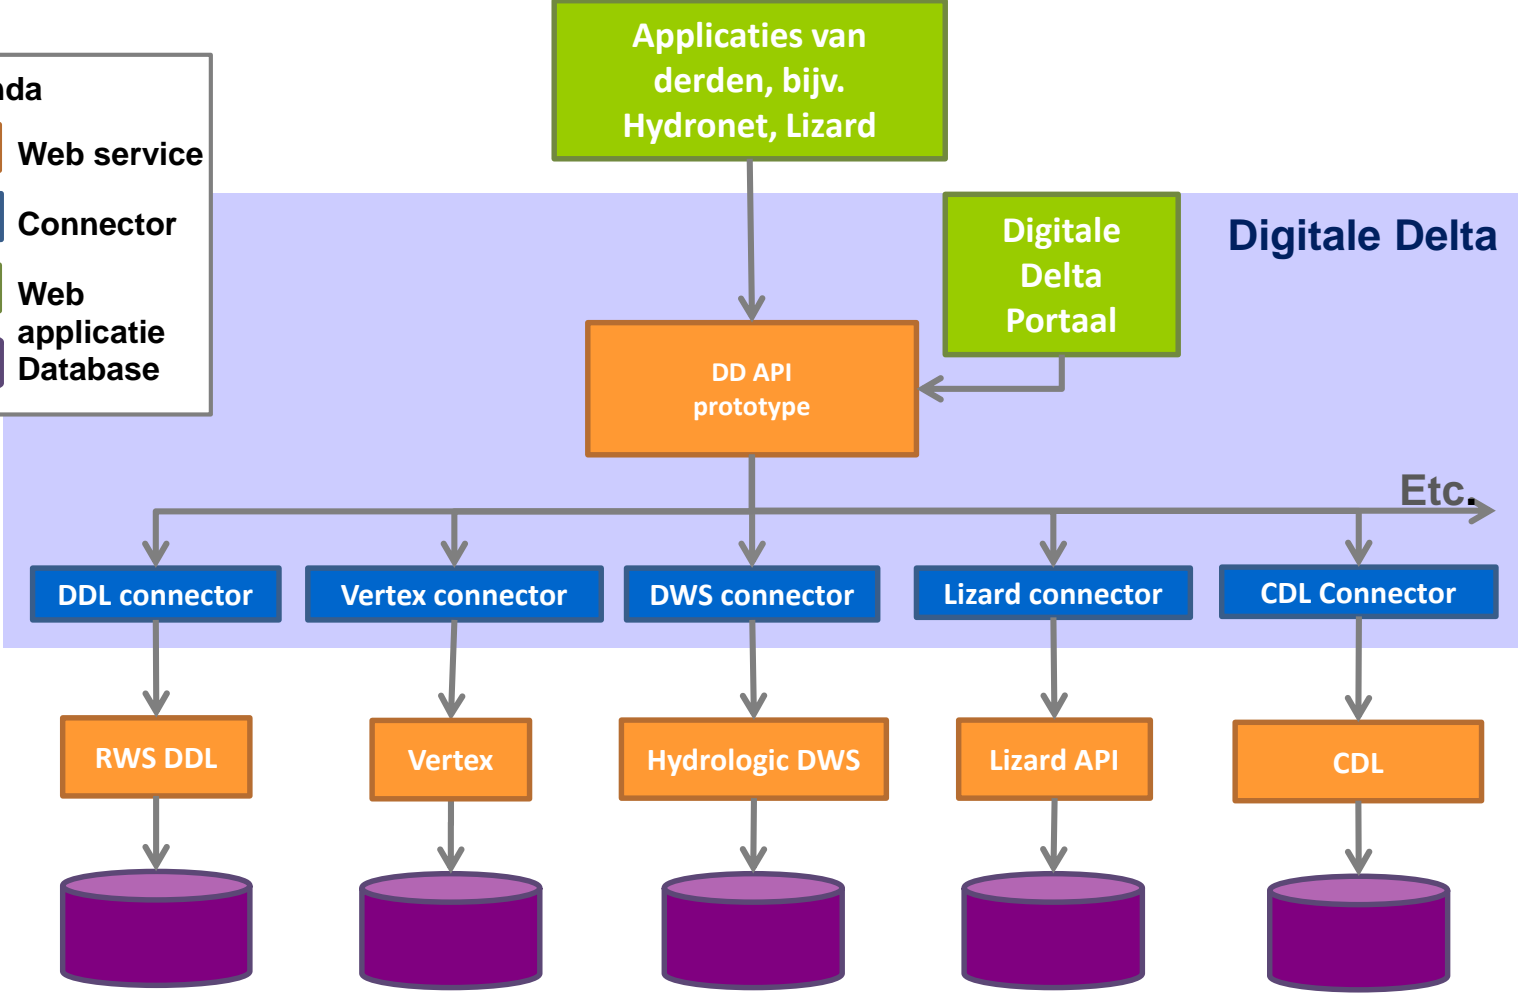 Applicaties van
derden, bijv.
Hydronet, Lizard
nda
Web service
Connector
Web
applicatie
Database
Digitale
Delta
Portaal
Digitale Delta
DD API
prototype
Etc.
DDL connector
Vertex connector
DWS connector
Lizard connector
CDL Connector
RWS DDL
Vertex
Hydrologic DWS
Lizard API
CDL